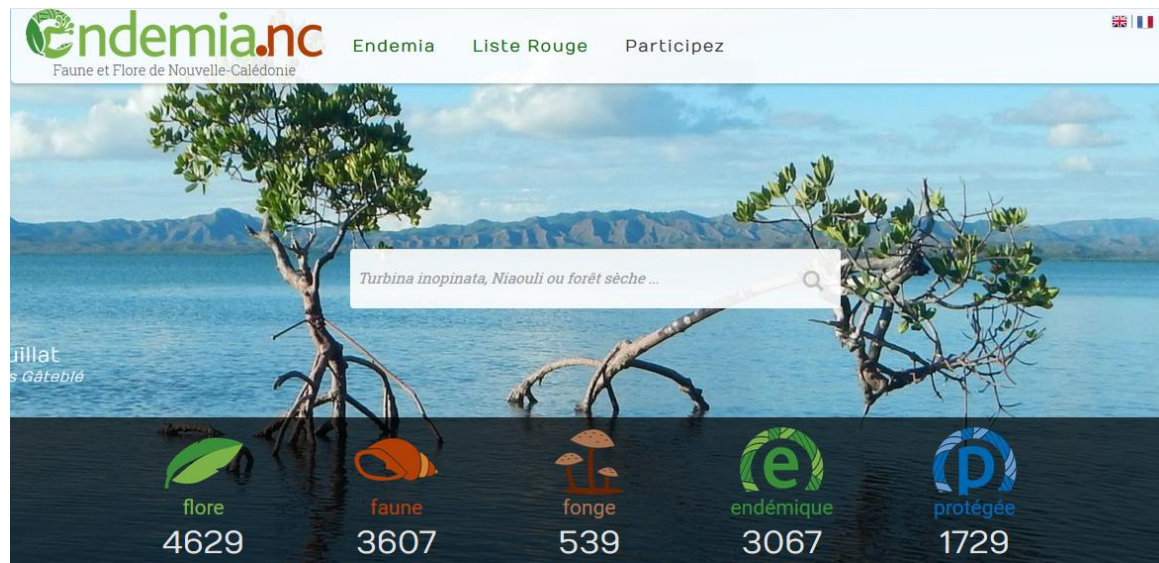 endemia.nc
Faune et Flore de Nouvelle-Calédonie
Endemia Liste Rouge Participez
Turbina inopinata, Niaouli ou forêt sèche ...
uillat
s Gâteblé
flore faune fonge endémique protégée
4629 3607 539 3067 1729